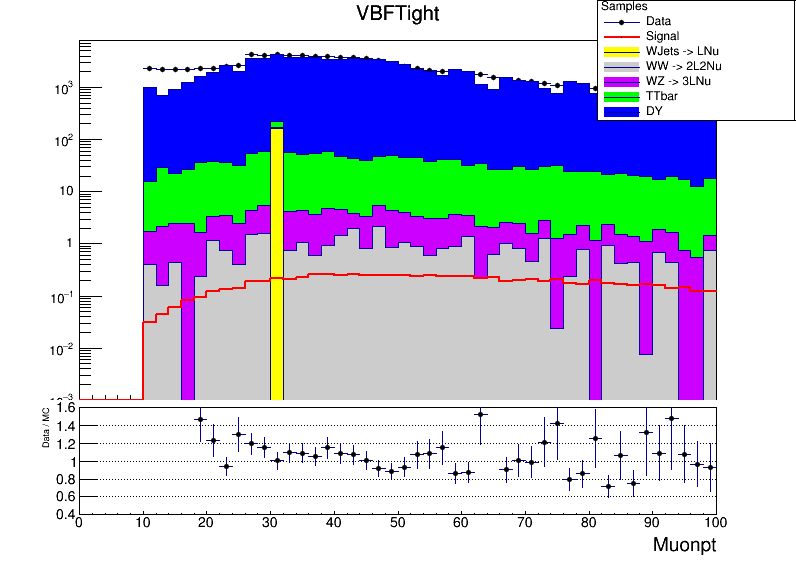 VBFTight
Samples
Data
Signal
WJets -> LNu
WW -> 2L2Nu
WZ -> 3LNu
TTbar
DY
10³
10²
10
1
10⁻¹
10⁻²
Data / MC
1.6
1.4
1.2
1
0.8
0.6
0.4
0 10 20 30 40 50 60 70 80 90 100
Muonpt